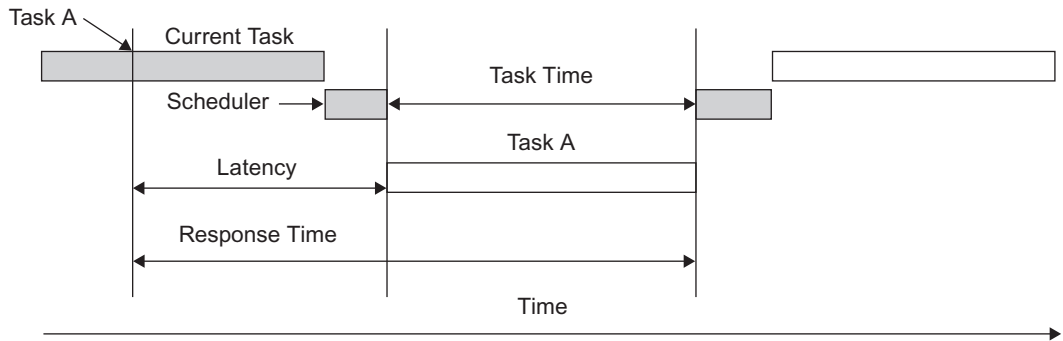 Task A
Current Task
Task Time
Scheduler
Task A
Latency
Response Time
Time